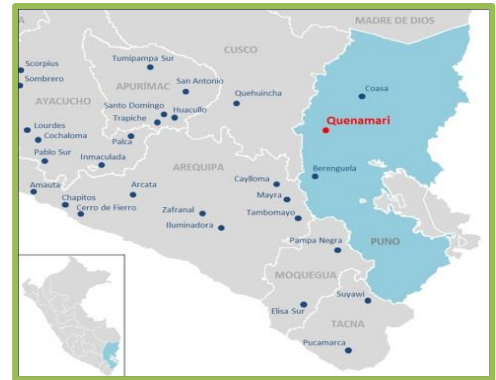 MADRE DE DIOS
CUSCO
Scorpius
Tumipampa Sur
Sombrero
APURÍMAC
San Antonio
Coasa
AYACUCHO
Santo Domingo
Huacullo
Quehuincha
Trapiche
Quenamari
Lourdes
Cochaloma
Palca
Pablo Sur
Inmaculada
AREQUIPA
Berenguela
Caylloma
Amauta
Arcata
Mayra
Chapitos
Cerro de Fierro
Zafranal
Tambomayo
Iluminadora
Pampa Negra
PUNO
MOQUEGUA
Suyawi
Elisa Sur
TACNA
Pucamarca